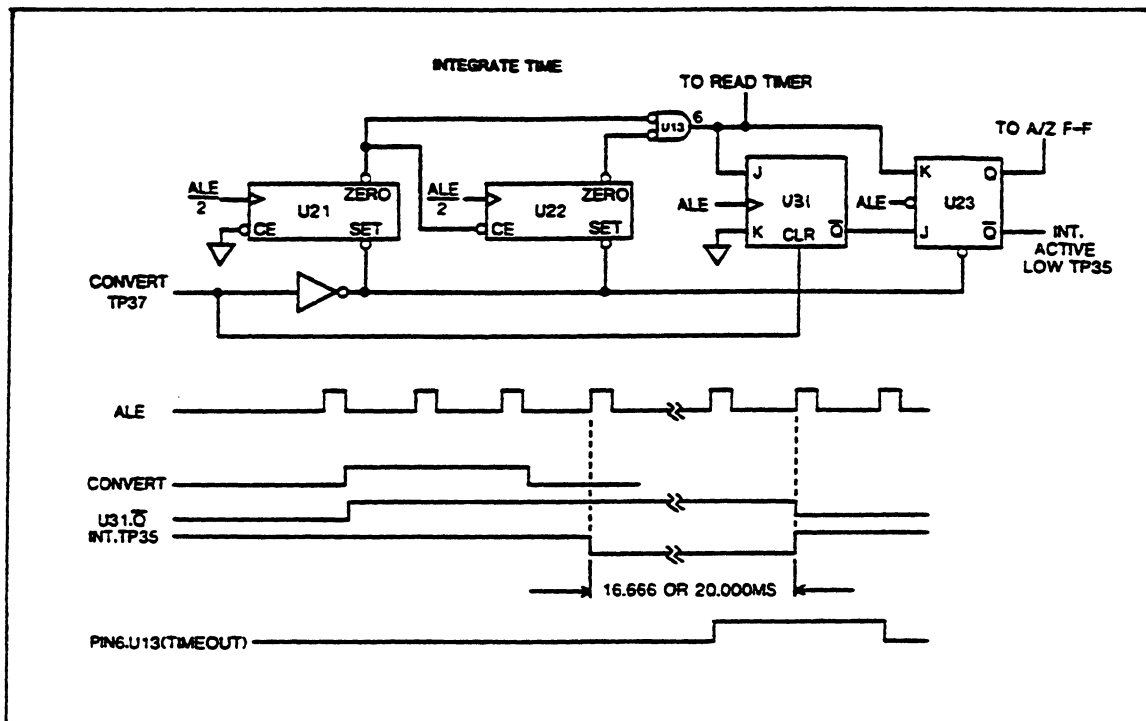 INTEGRATE TIME
TO READ TIMER
U13
6
TO A/Z F-F
ALE
2
ZERO
U21
CE
SET
ALE
2
ZERO
U22
CE
SET
J
ALE
U31
K
CLR
Q̅
K
Q
ALE
U23
J
Q̅
INT.
ACTIVE
LOW TP35
CONVERT
TP37
ALE
CONVERT
U31.Q̅
INT.TP35
16.666 OR 20.000MS
PIN6.U13(TIMEOUT)